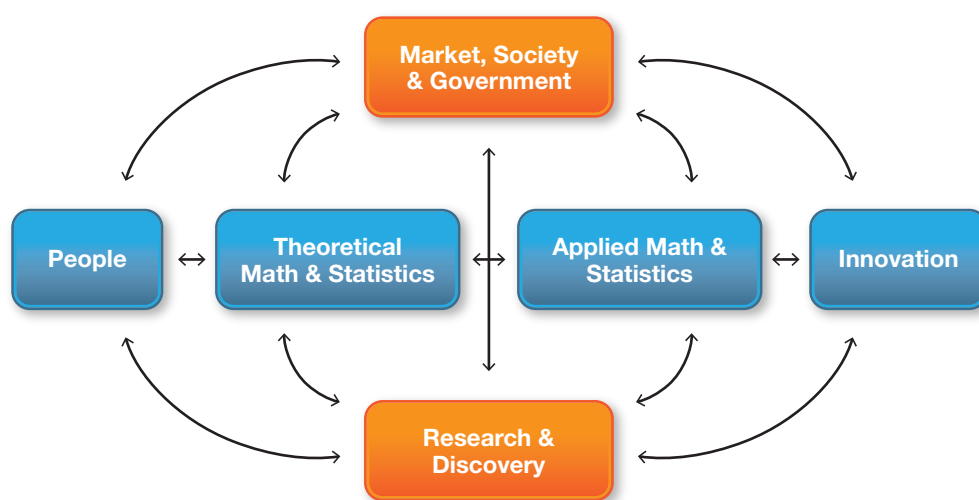 Market, Society
& Government
People
Theoretical
Math & Statistics
Applied Math &
Statistics
Innovation
Research &
Discovery